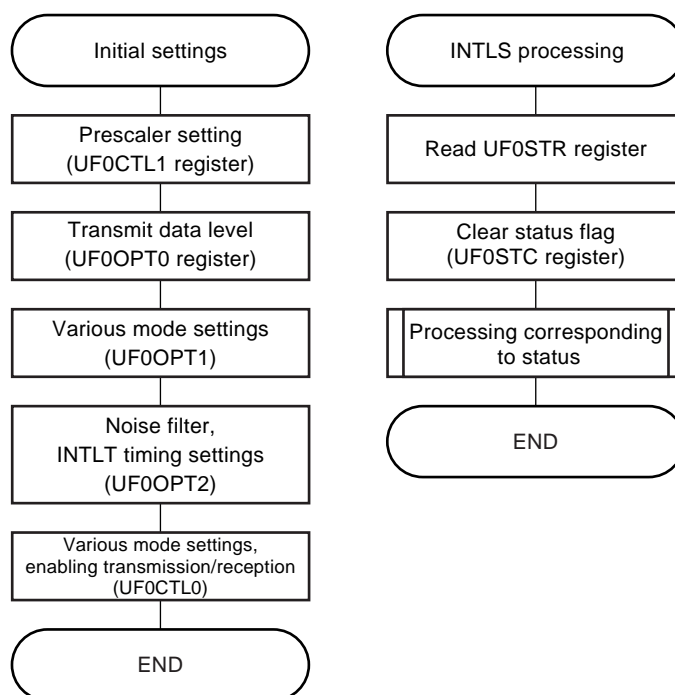 Initial settings
Prescaler setting
(UF0CTL1 register)
Transmit data level
(UF0OPT0 register)
Various mode settings
(UF0OPT1)
Noise filter,
INTLT timing settings
(UF0OPT2)
Various mode settings,
enabling transmission/reception
(UF0CTL0)
END
INTLS processing
Read UF0STR register
Clear status flag
(UF0STC register)
Processing corresponding
to status
END